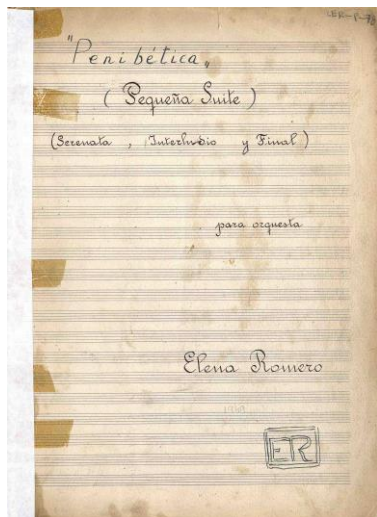 "Penibética"
(Pequeña Suite)
(Serenata, Interludio y Final)
para orquesta
Elena Romero
ER